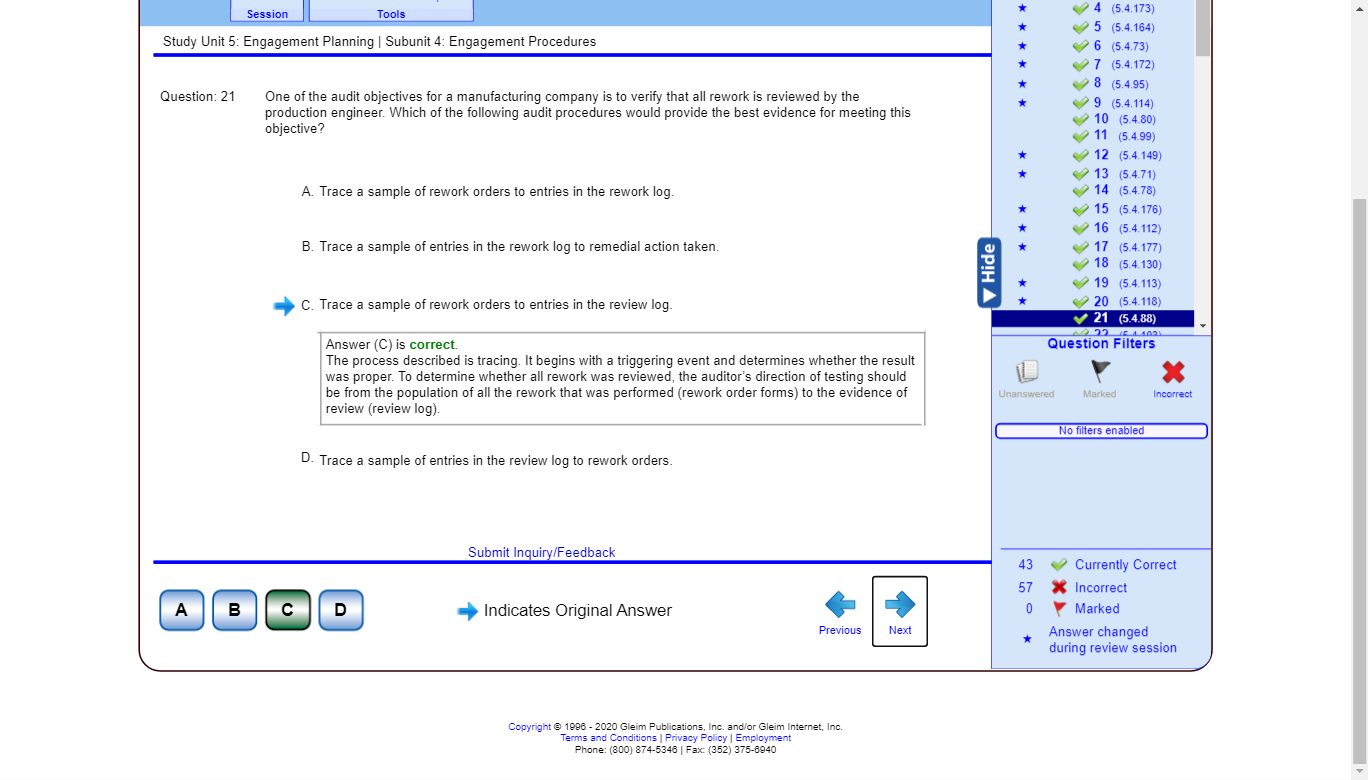 Session
Tools
Study Unit 5: Engagement Planning | Subunit 4: Engagement Procedures
Question: 21
One of the audit objectives for a manufacturing company is to verify that all rework is reviewed by the
production engineer. Which of the following audit procedures would provide the best evidence for meeting this
objective?
A. Trace a sample of rework orders to entries in the rework log.
B. Trace a sample of entries in the rework log to remedial action taken.
C. Trace a sample of rework orders to entries in the review log.
Answer (C) is correct.
The process described is tracing. It begins with a triggering event and determines whether the result
was proper. To determine whether all rework was reviewed, the auditor's direction of testing should
be from the population of all the rework that was performed (rework order forms) to the evidence of
review (review log).
D. Trace a sample of entries in the review log to rework orders.
Submit Inquiry/Feedback
A B C D
Indicates Original Answer
Previous
Next
Hide
4 (5.4.173)
5 (5.4.164)
6 (5.4.73)
7 (5.4.172)
8 (5.4.95)
9 (5.4.114)
10 (5.4.80)
11 (5.4.99)
12 (5.4.149)
13 (5.4.71)
14 (5.4.78)
15 (5.4.176)
16 (5.4.112)
17 (5.4.177)
18 (5.4.130)
19 (5.4.113)
20 (5.4.118)
21 (5.4.88)
Question Filters
Unanswered Marked Incorrect
No filters enabled
43 Currently Correct
57 Incorrect
0 Marked
Answer changed
during review session
Copyright © 1996 - 2020 Gleim Publications, Inc. and/or Gleim Internet, Inc.
Terms and Conditions | Privacy Policy | Employment
Phone: (800) 874-5346 | Fax: (352) 375-6940